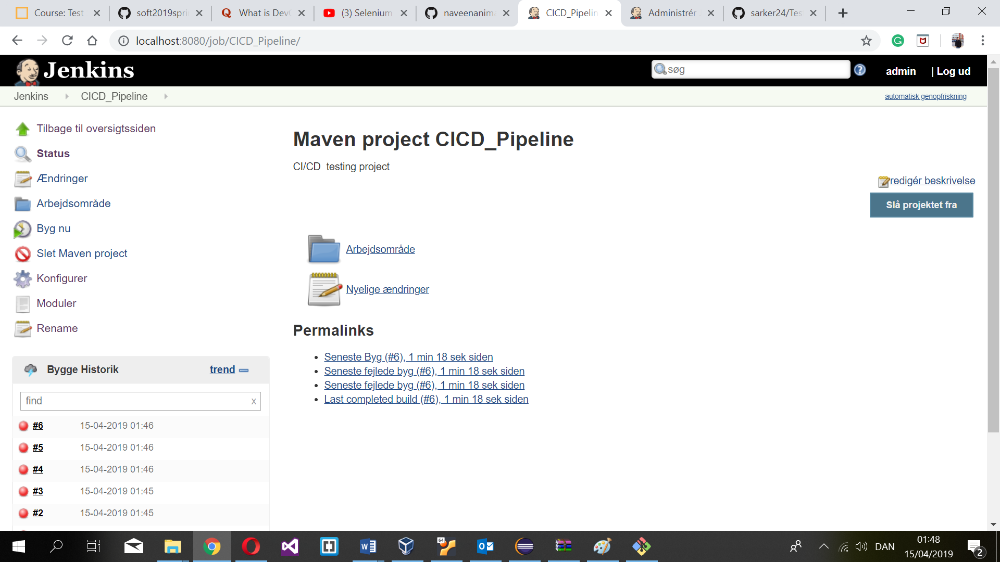 Course: Test
soft2019spri
What is Dev
(3) Selenium
naveenanima
CICD_Pipelin
Administrér
sarker24/Tes
localhost:8080/job/CICD_Pipeline/
Jenkins
søg
admin
| Log ud
Jenkins
CICD_Pipeline
automatisk genopfriskning
Tilbage til oversigtssiden
Status
Ændringer
Arbejdsområde
Byg nu
Slet Maven project
Konfigurer
Moduler
Rename
Maven project CICD_Pipeline
CI/CD testing project
redigér beskrivelse
Slå projektet fra
Arbejdsområde
Nyelige ændringer
Permalinks
Seneste Byg (#6), 1 min 18 sek siden
Seneste fejlede byg (#6), 1 min 18 sek siden
Seneste fejlede byg (#6), 1 min 18 sek siden
Last completed build (#6), 1 min 18 sek siden
Bygge Historik
trend
find
x
#6 15-04-2019 01:46
#5 15-04-2019 01:46
#4 15-04-2019 01:46
#3 15-04-2019 01:45
#2 15-04-2019 01:45
64
DAN
01:48
15/04/2019
2